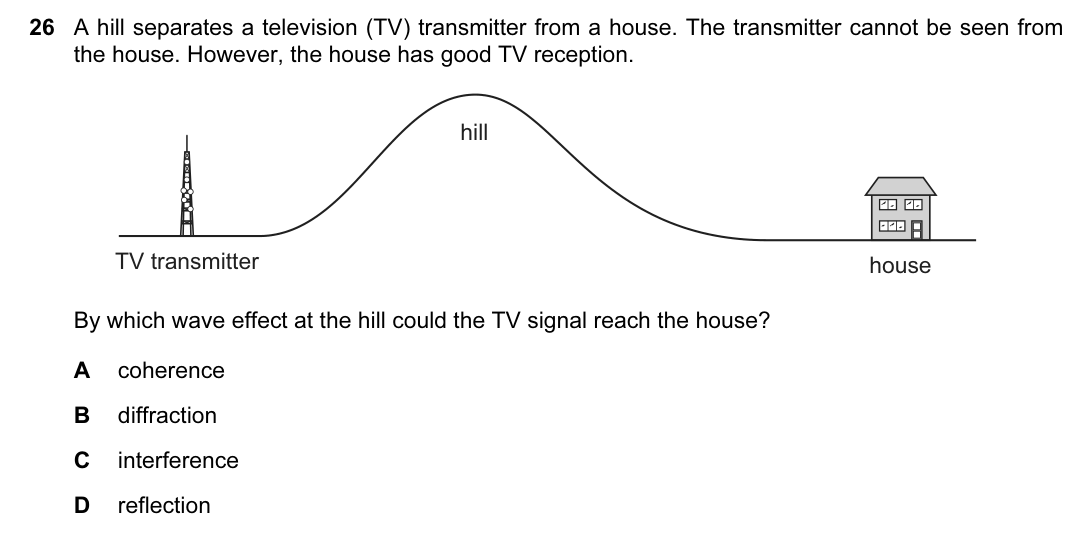 26 A hill separates a television (TV) transmitter from a house. The transmitter cannot be seen from
the house. However, the house has good TV reception.
hill
TV transmitter
house
By which wave effect at the hill could the TV signal reach the house?
A coherence
B diffraction
C interference
D reflection